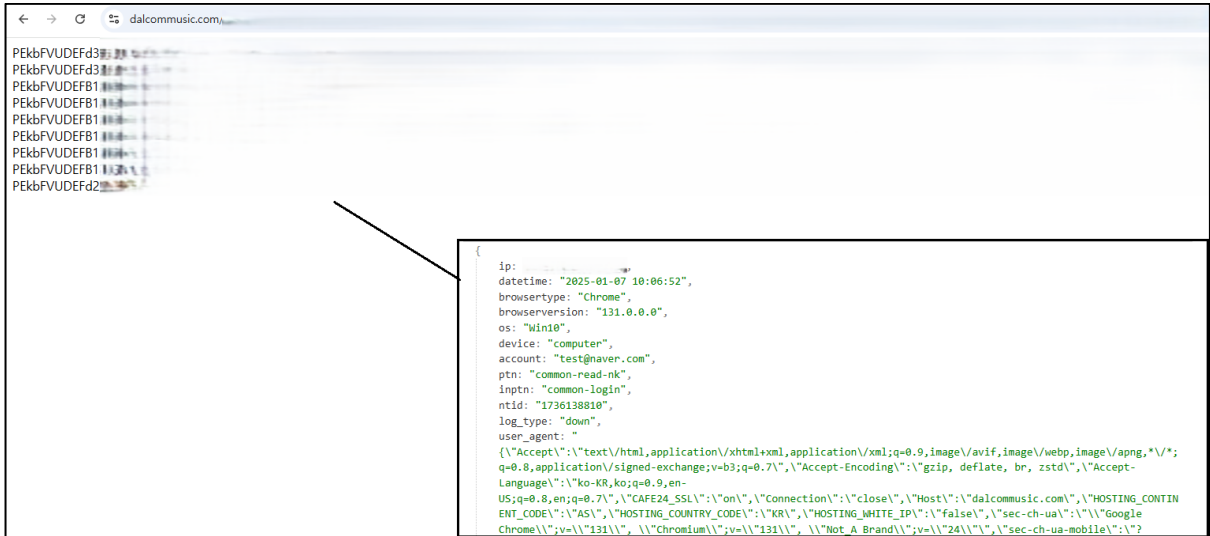 dalcommusic.com/
PEkbFVUDEFd3
PEkbFVUDEFd3
PEkbFVUDEFB1
PEkbFVUDEFB1
PEkbFVUDEFB1
PEkbFVUDEFB1
PEkbFVUDEFB1
PEkbFVUDEFB1
PEkbFVUDEFd2
{
ip:
datetime: "2025-01-07 10:06:52",
browsertype: "Chrome",
browserversion: "131.0.0.0",
os: "Win10",
device: "computer",
account: "test@naver.com",
ptn: "common-read-nk",
inptn: "common-login",
ntid: "1736138810",
log_type: "down",
user_agent: "
{\"Accept\":\"text\/html,application\/xhtml+xml,application\/xml;q=0.9,image\/avif,image\/webp,image\/apng,*\/*;
q=0.8,application\/signed-exchange;v=b3;q=0.7\",\"Accept-Encoding\":\"gzip, deflate, br, zstd\",\"Accept-
Language\":\"ko-KR,ko;q=0.9,en-
US;q=0.8,en;q=0.7\",\"CAFE24_SSL\":\"on\",\"Connection\":\"close\",\"Host\":\"dalcommusic.com\",\"HOSTING_CONTIN
ENT_CODE\":\"AS\",\"HOSTING_COUNTRY_CODE\":\"KR\",\"HOSTING_WHITE_IP\":\"false\",\"sec-ch-ua\":\"\\"Google
Chrome\\";v=\\"131\\", \\"Chromium\\";v=\\"131\\", \\"Not_A Brand\\";v=\\"24\\"\",\"sec-ch-ua-mobile\":\"?